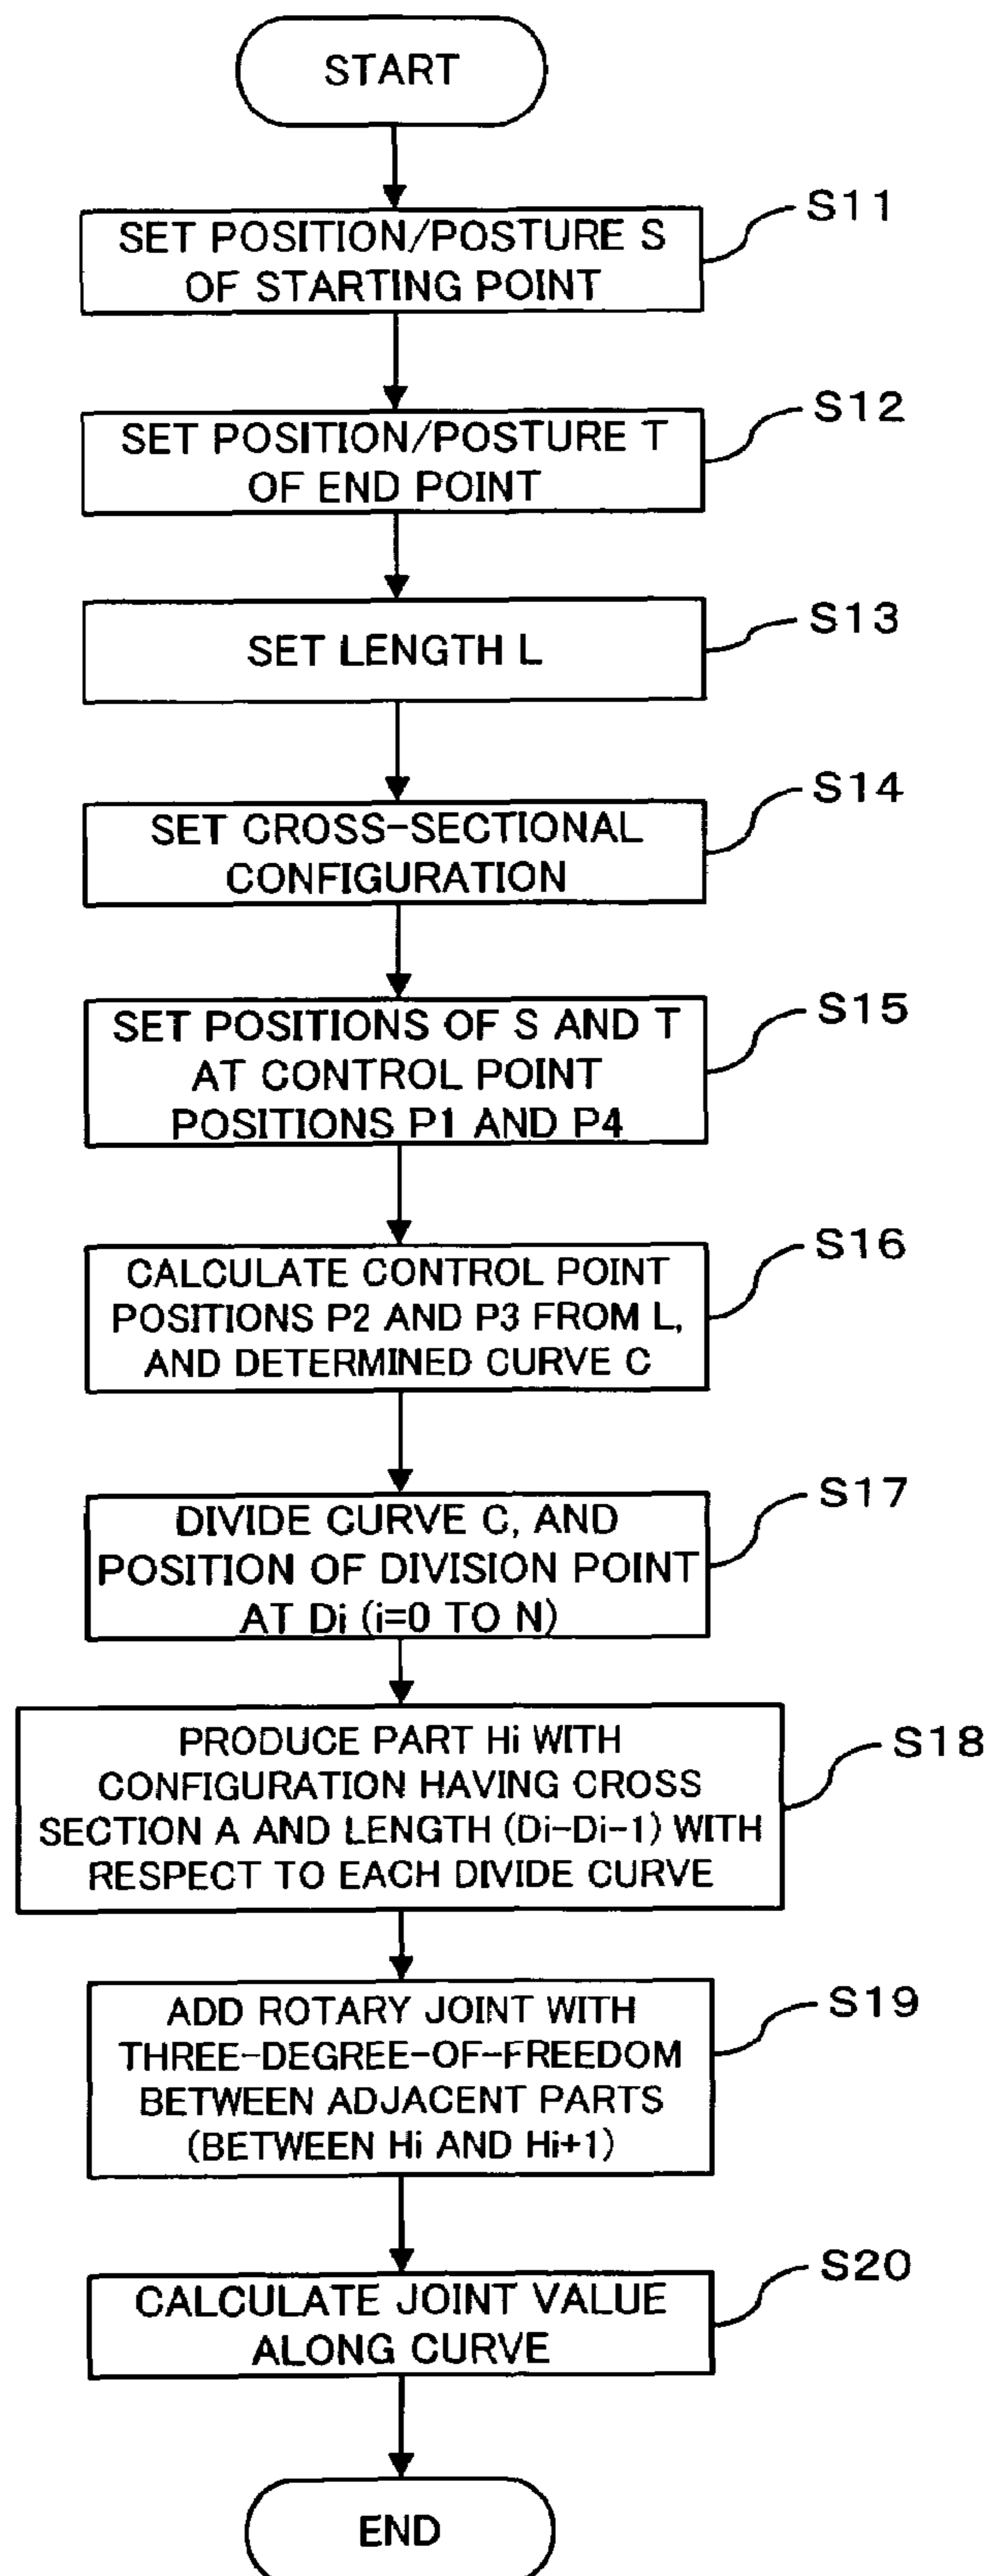 START
S11
SET POSITION/POSTURE S
OF STARTING POINT
S12
SET POSITION/POSTURE T
OF END POINT
S13
SET LENGTH L
S14
SET CROSS-SECTIONAL
CONFIGURATION
S15
SET POSITIONS OF S AND T
AT CONTROL POINT
POSITIONS P1 AND P4
S16
CALCULATE CONTROL POINT
POSITIONS P2 AND P3 FROM L,
AND DETERMINED CURVE C
S17
DIVIDE CURVE C, AND
POSITION OF DIVISION POINT
AT Di (i=0 TO N)
S18
PRODUCE PART Hi WITH
CONFIGURATION HAVING CROSS
SECTION A AND LENGTH (Di-Di-1) WITH
RESPECT TO EACH DIVIDE CURVE
S19
ADD ROTARY JOINT WITH
THREE-DEGREE-OF-FREEDOM
BETWEEN ADJACENT PARTS
(BETWEEN Hi AND Hi+1)
S20
CALCULATE JOINT VALUE
ALONG CURVE
END